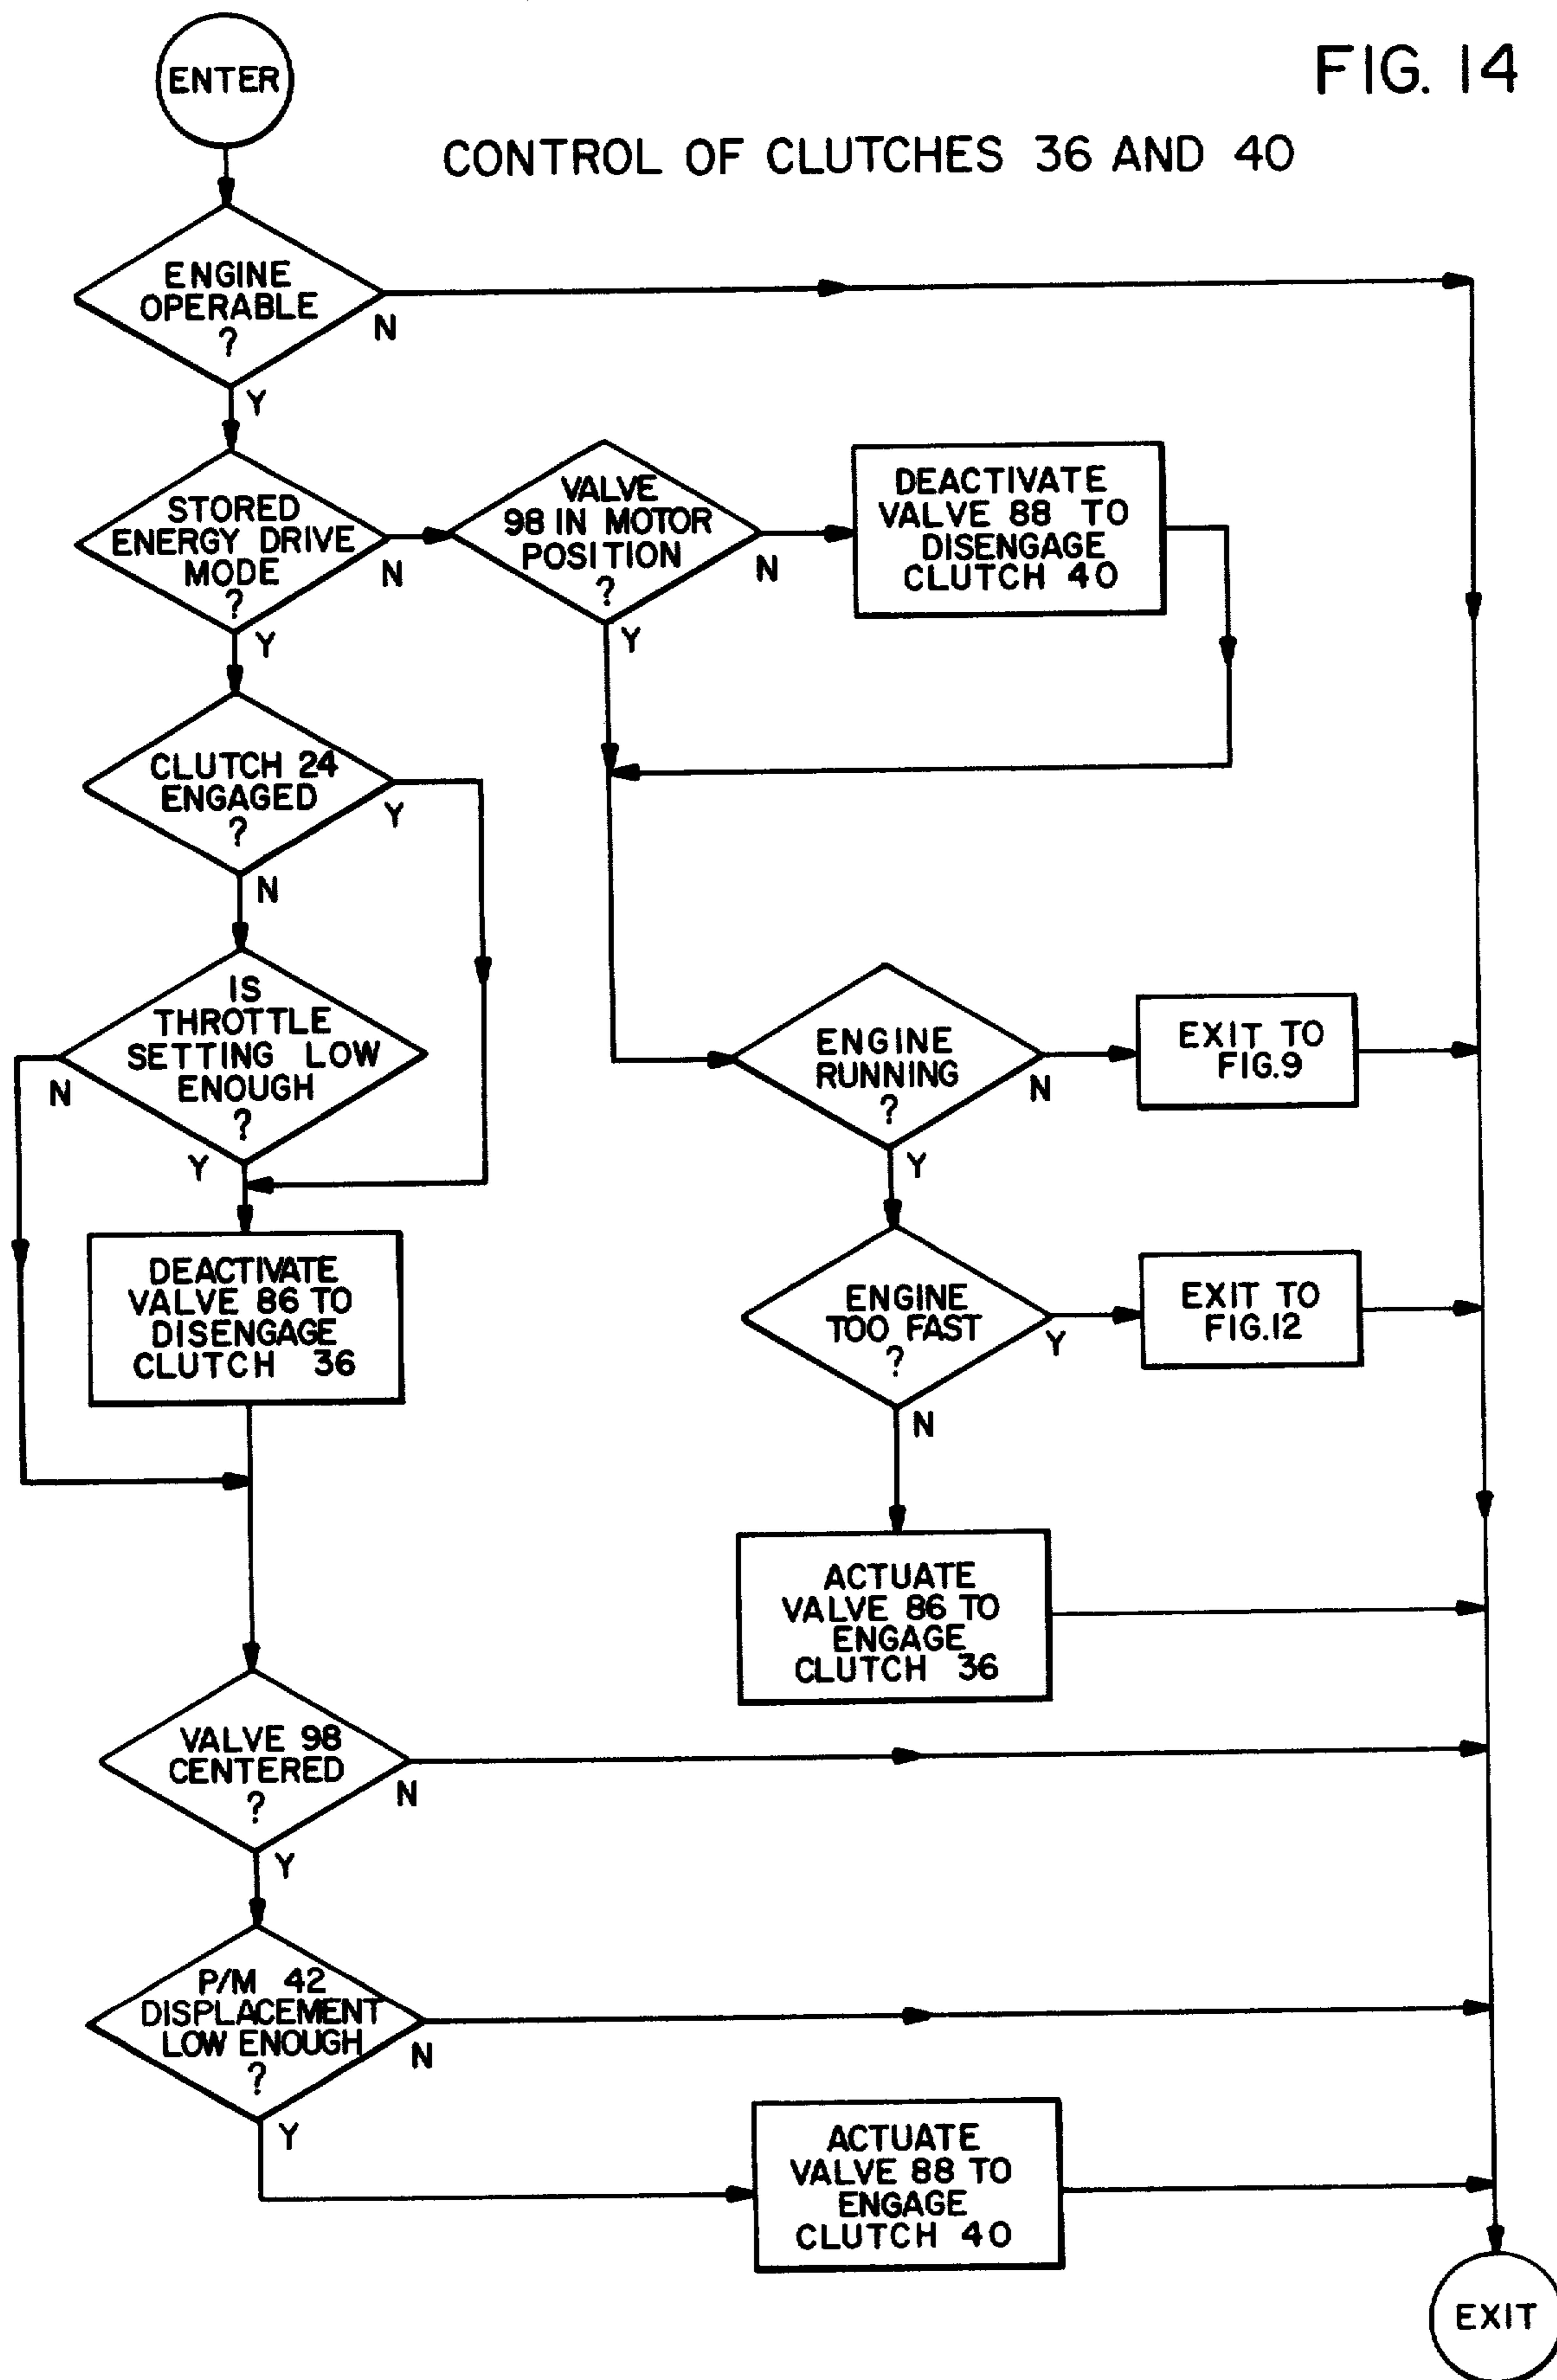 FIG. 14
ENTER
CONTROL OF CLUTCHES 36 AND 40
ENGINE
OPERABLE
?
N
Y
STORED
ENERGY DRIVE
MODE
?
N
Y
VALVE
98 IN MOTOR
POSITION
?
N
Y
DEACTIVATE
VALVE 88 TO
DISENGAGE
CLUTCH 40
CLUTCH 24
ENGAGED
?
Y
N
IS
THROTTLE
SETTING LOW
ENOUGH
?
N
Y
ENGINE
RUNNING
?
N
Y
EXIT TO
FIG.9
DEACTIVATE
VALVE 86 TO
DISENGAGE
CLUTCH 36
ENGINE
TOO FAST
?
Y
N
EXIT TO
FIG.12
ACTUATE
VALVE 86 TO
ENGAGE
CLUTCH 36
VALVE 98
CENTERED
?
N
Y
P/M 42
DISPLACEMENT
LOW ENOUGH
?
N
Y
ACTUATE
VALVE 88 TO
ENGAGE
CLUTCH 40
EXIT